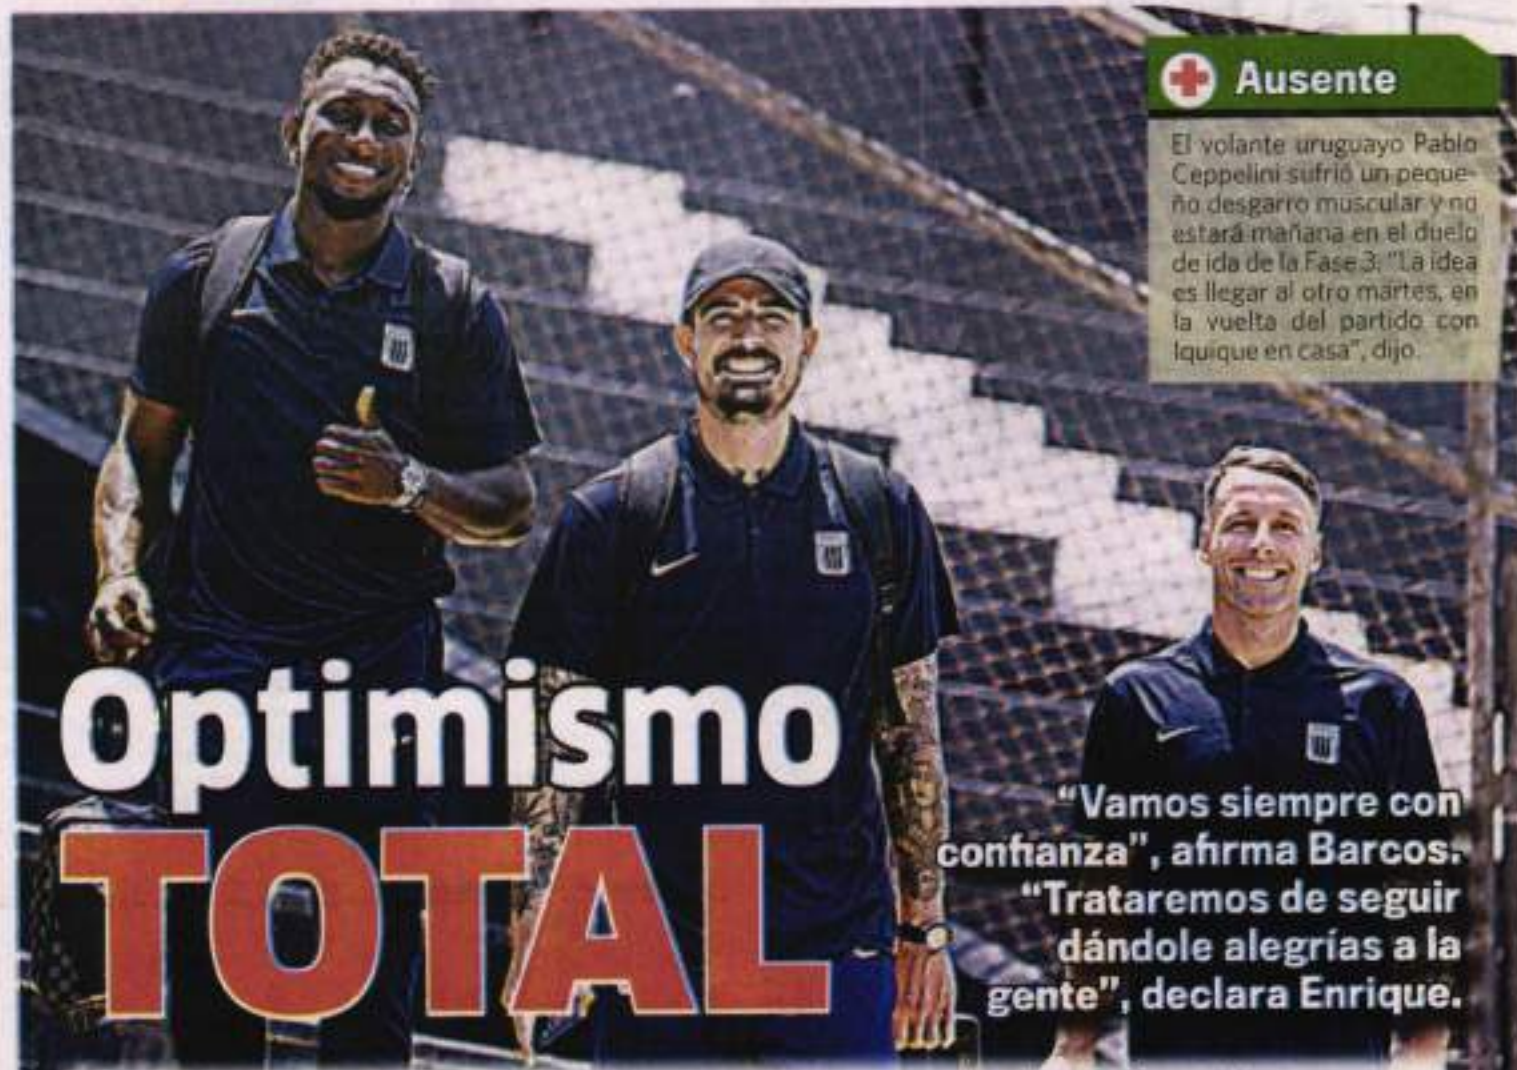 Ausente
El volante uruguayo Pablo
Ceppelini sufrió un peque-
ño desgarro muscular y no
estará mañana en el duelo
de ida de la Fase 3. “La idea
es llegar al otro martes, en
la vuelta del partido con
Iquique en casa”, dijo.
Optimismo
TOTAL
“Vamos siempre con
confianza”, afirma Barcos.
“Trataremos de seguir
dándole alegrías a la
gente”, declara Enrique.